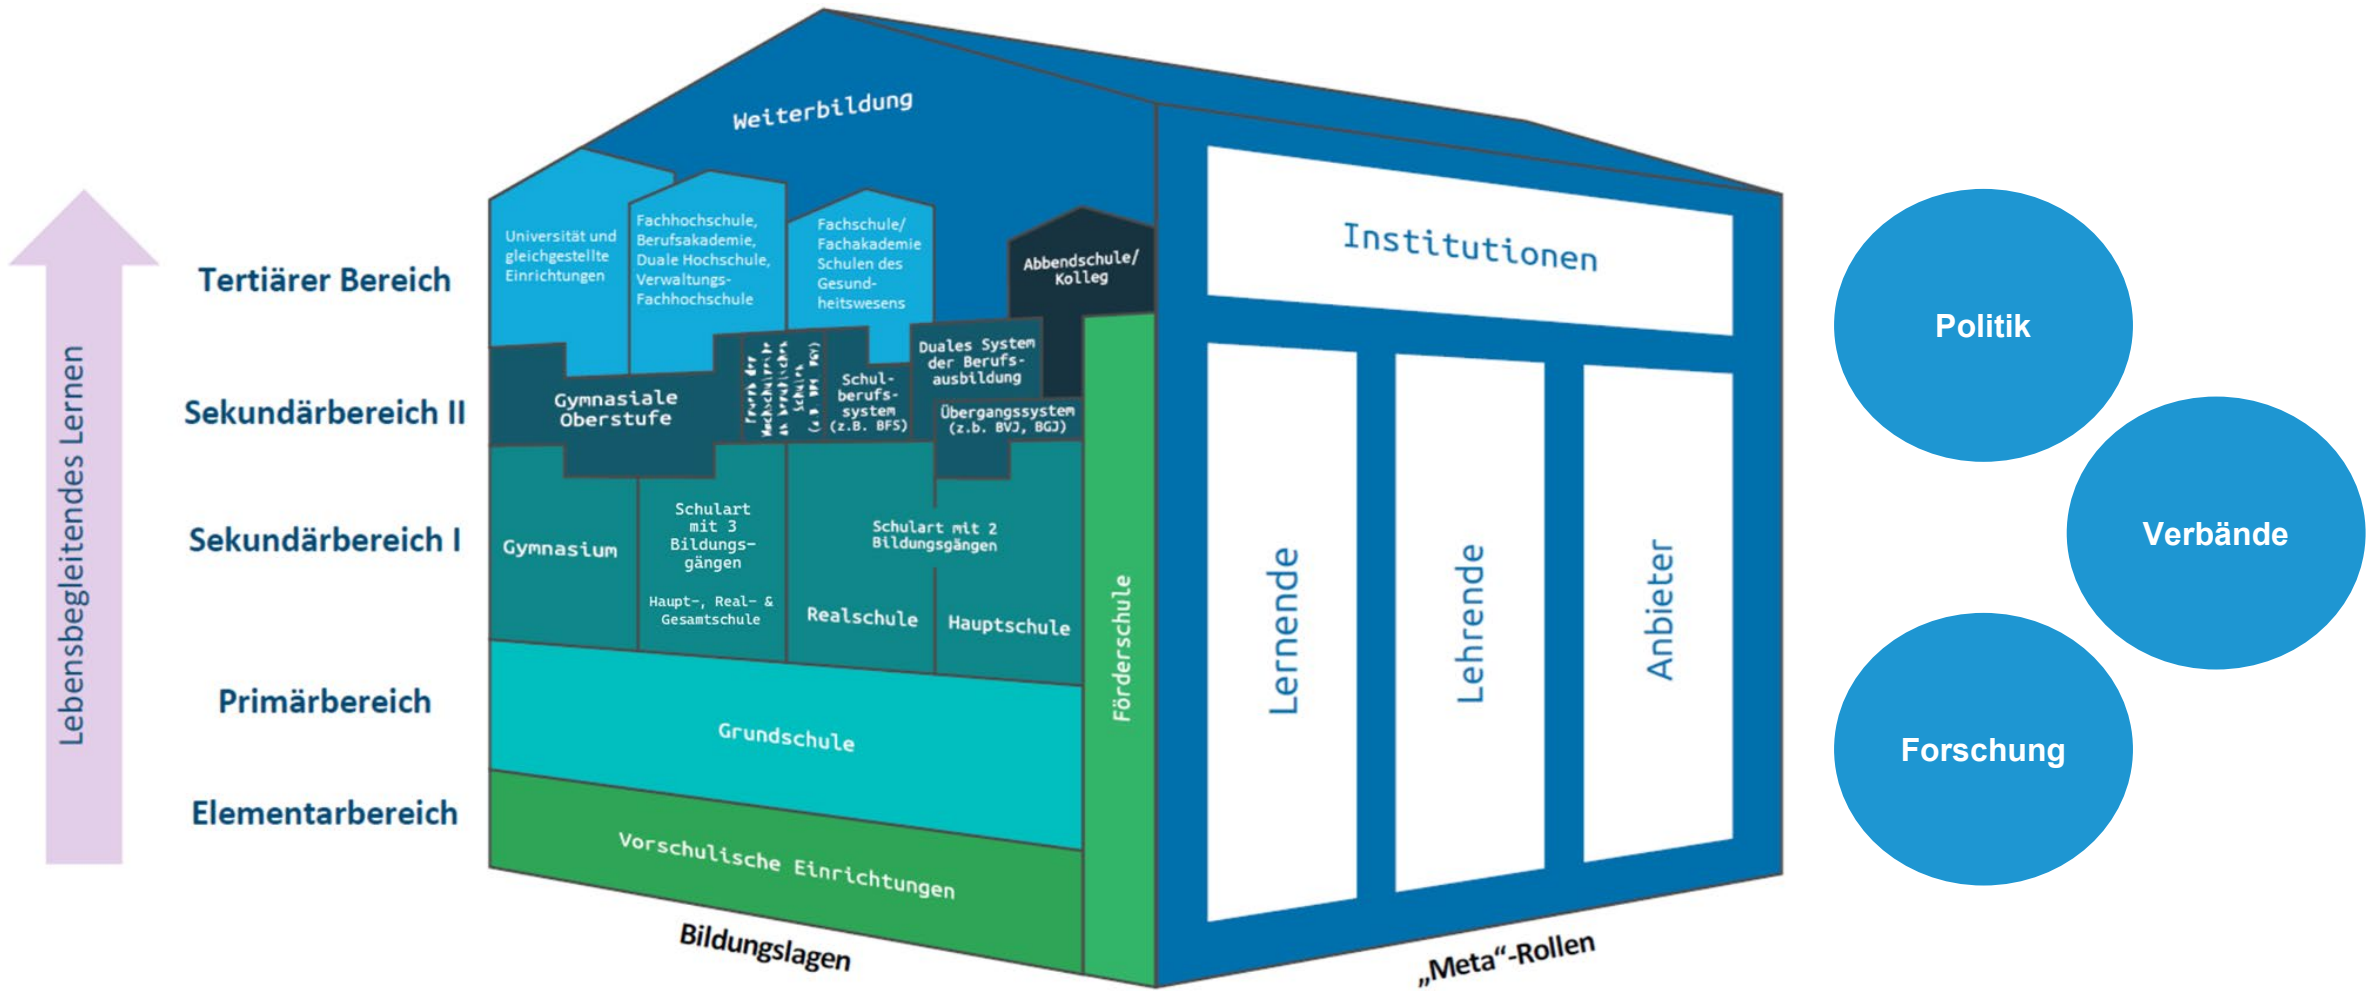 Lebensbegleitendes Lernen
Tertiärer Bereich
Sekundärbereich II
Sekundärbereich I
Primärbereich
Elementarbereich
Weiterbildung
Universität und
gleichgestellte
Einrichtungen
Fachhochschule,
Berufsakademie,
Duale Hochschule,
Verwaltungs-
Fachhochschule
Fachschule/
Fachakademie
Schulen des
Gesund-
heitswesens
Abbendschule/
Kolleg
Gymnasiale
Oberstufe
Schul-
berufs-
system
(z.B. BFS)
Duales System
der Berufs-
ausbildung
Übergangssystem
(z.b. BVJ, BGJ)
Gymnasium
Schulart
mit 3
Bildungs-
gängen
Haupt-, Real- &
Gesamtschule
Schulart mit 2
Bildungsgängen
Realschule
Hauptschule
Förderschule
Grundschule
Vorschulische Einrichtungen
Bildungslagen
Institutionen
Lernende
Lehrende
Anbieter
„Meta“-Rollen
Politik
Verbände
Forschung